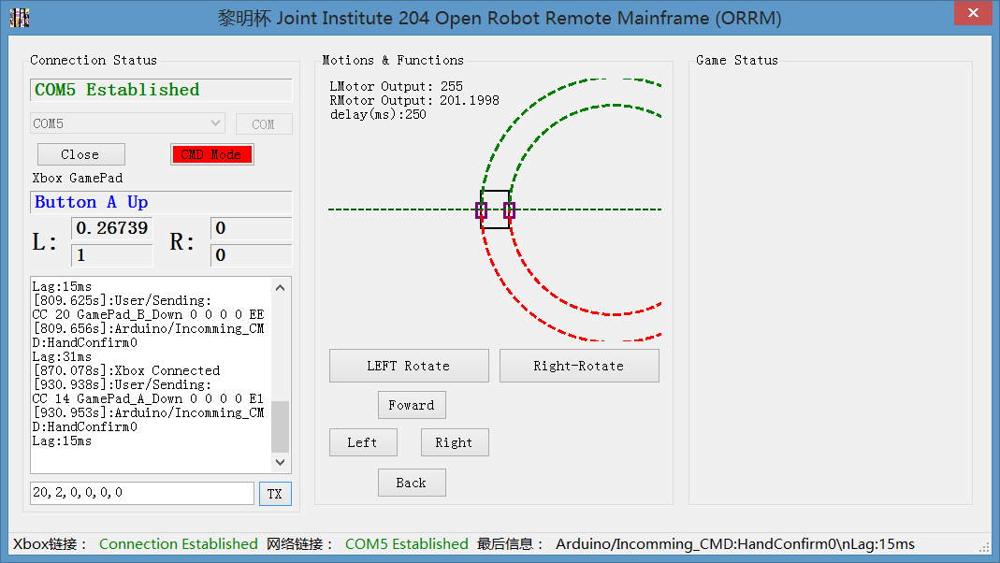 黎明杯 Joint Institute 204 Open Robot Remote Mainframe (ORRM)
Connection Status
COM5 Established
COM5
COM
Close
CMD Mode
Xbox GamePad
Button A Up
L:
0.26739
1
R:
0
0
Lag:15ms
[809.625s]:User/Sending:
CC 20 GamePad_B_Down 0 0 0 0 EE
[809.656s]:Arduino/Incomming_CM
D:HandConfirm0
Lag:31ms
[870.078s]:Xbox Connected
[930.938s]:User/Sending:
CC 14 GamePad_A_Down 0 0 0 0 E1
[930.953s]:Arduino/Incomming_CM
D:HandConfirm0
Lag:15ms
20,2,0,0,0,0
TX
Motions & Functions
LMotor Output: 255
RMotor Output: 201.1998
delay(ms):250
LEFT Rotate
Right-Rotate
Foward
Left
Right
Back
Game Status
Xbox链接： Connection Established 网络链接： COM5 Established 最后信息： Arduino/Incomming_CMD:HandConfirm0\nLag:15ms